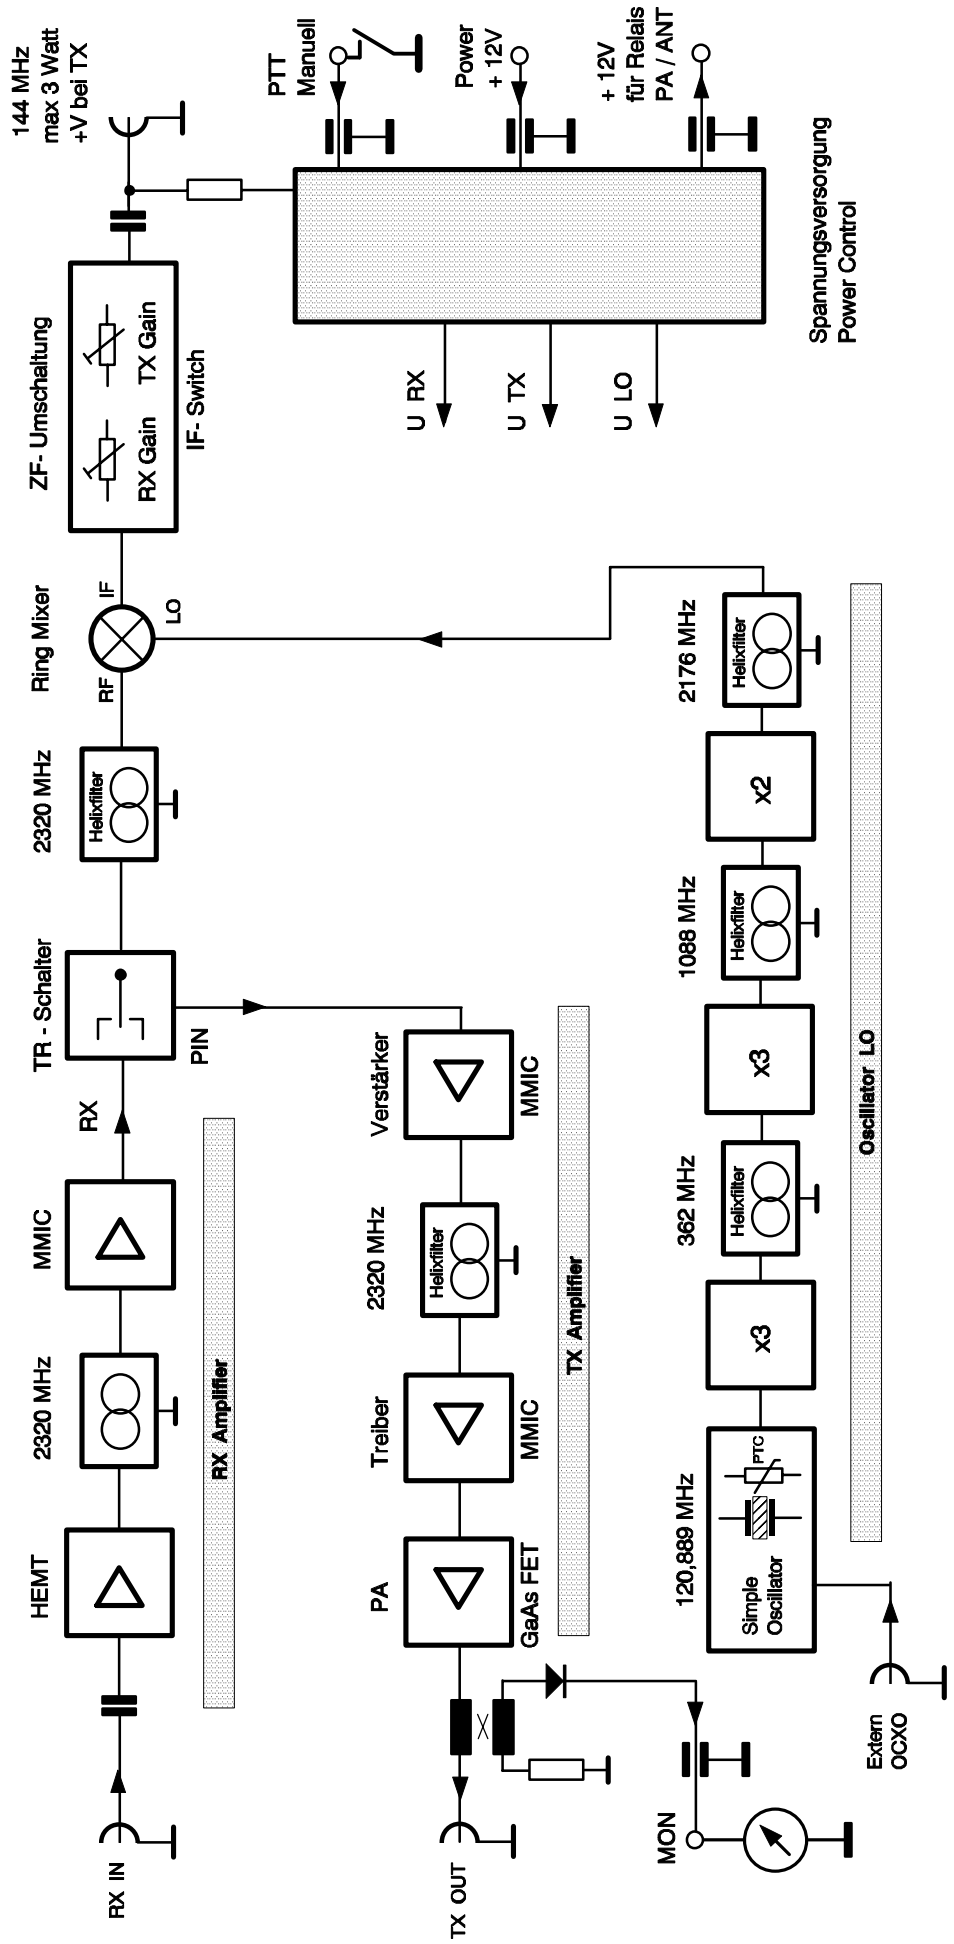 RX IN
HEMT
2320 MHz
MMIC
RX
TR - Schalter
PIN
2320 MHz
Helixfilter
Ring Mixer
RF
IF
LO
ZF- Umschaltung
RX Gain
TX Gain
IF- Switch
144 MHz
max 3 Watt
+V bei TX
RX Amplifier
TX OUT
PA
GaAs FET
Treiber
MMIC
2320 MHz
Helixfilter
Verstärker
MMIC
TX Amplifier
U RX
U TX
U LO
PTT
Manuell
Power
+ 12V
+ 12V
für Relais
PA / ANT
Spannungsversorgung
Power Control
MON
Extern
OCXO
120,889 MHz
Simple
Oscillator
PTC
x3
362 MHz
Helixfilter
x3
1088 MHz
Helixfilter
x2
2176 MHz
Helixfilter
Oscillator LO